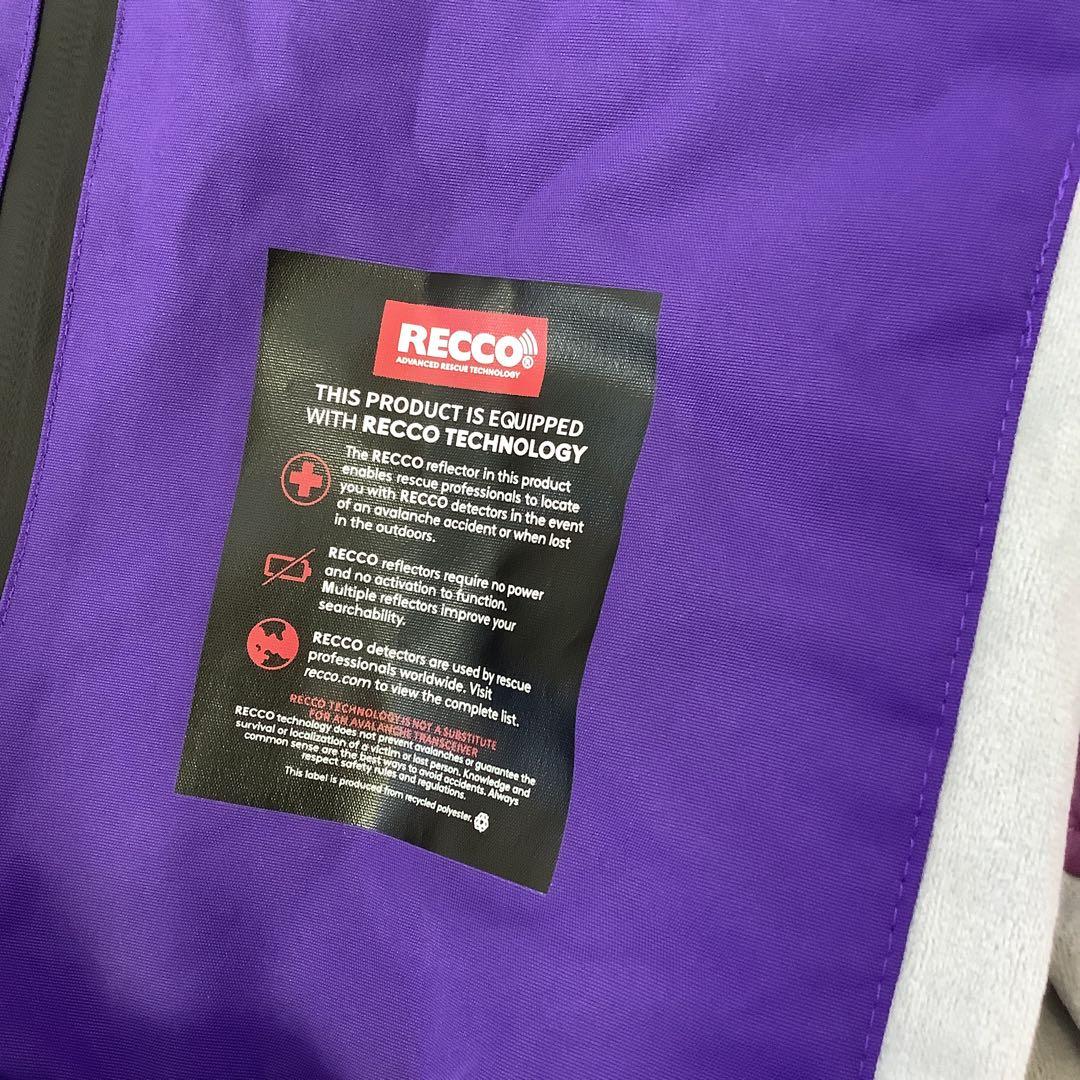 RECCO®
ADVANCED RESCUE TECHNOLOGY
THIS PRODUCT IS EQUIPPED
WITH RECCO TECHNOLOGY
The RECCO reflector in this product
enables rescue professionals to locate
you with RECCO detectors in the event
of an avalanche accident or when lost
in the outdoors.
RECCO reflectors require no power
and no activation to function.
Multiple reflectors improve your
searchability.
RECCO detectors are used by rescue
professionals worldwide. Visit
recco.com to view the complete list.
RECCO TECHNOLOGY IS NOT A SUBSTITUTE
FOR AN AVALANCHE TRANSCEIVER
RECCO technology does not prevent avalanches or guarantee the
survival or localization of a victim or lost person. Knowledge and
common sense are the best ways to avoid accidents. Always
respect safety rules and regulations.
This label is produced from recycled polyester.